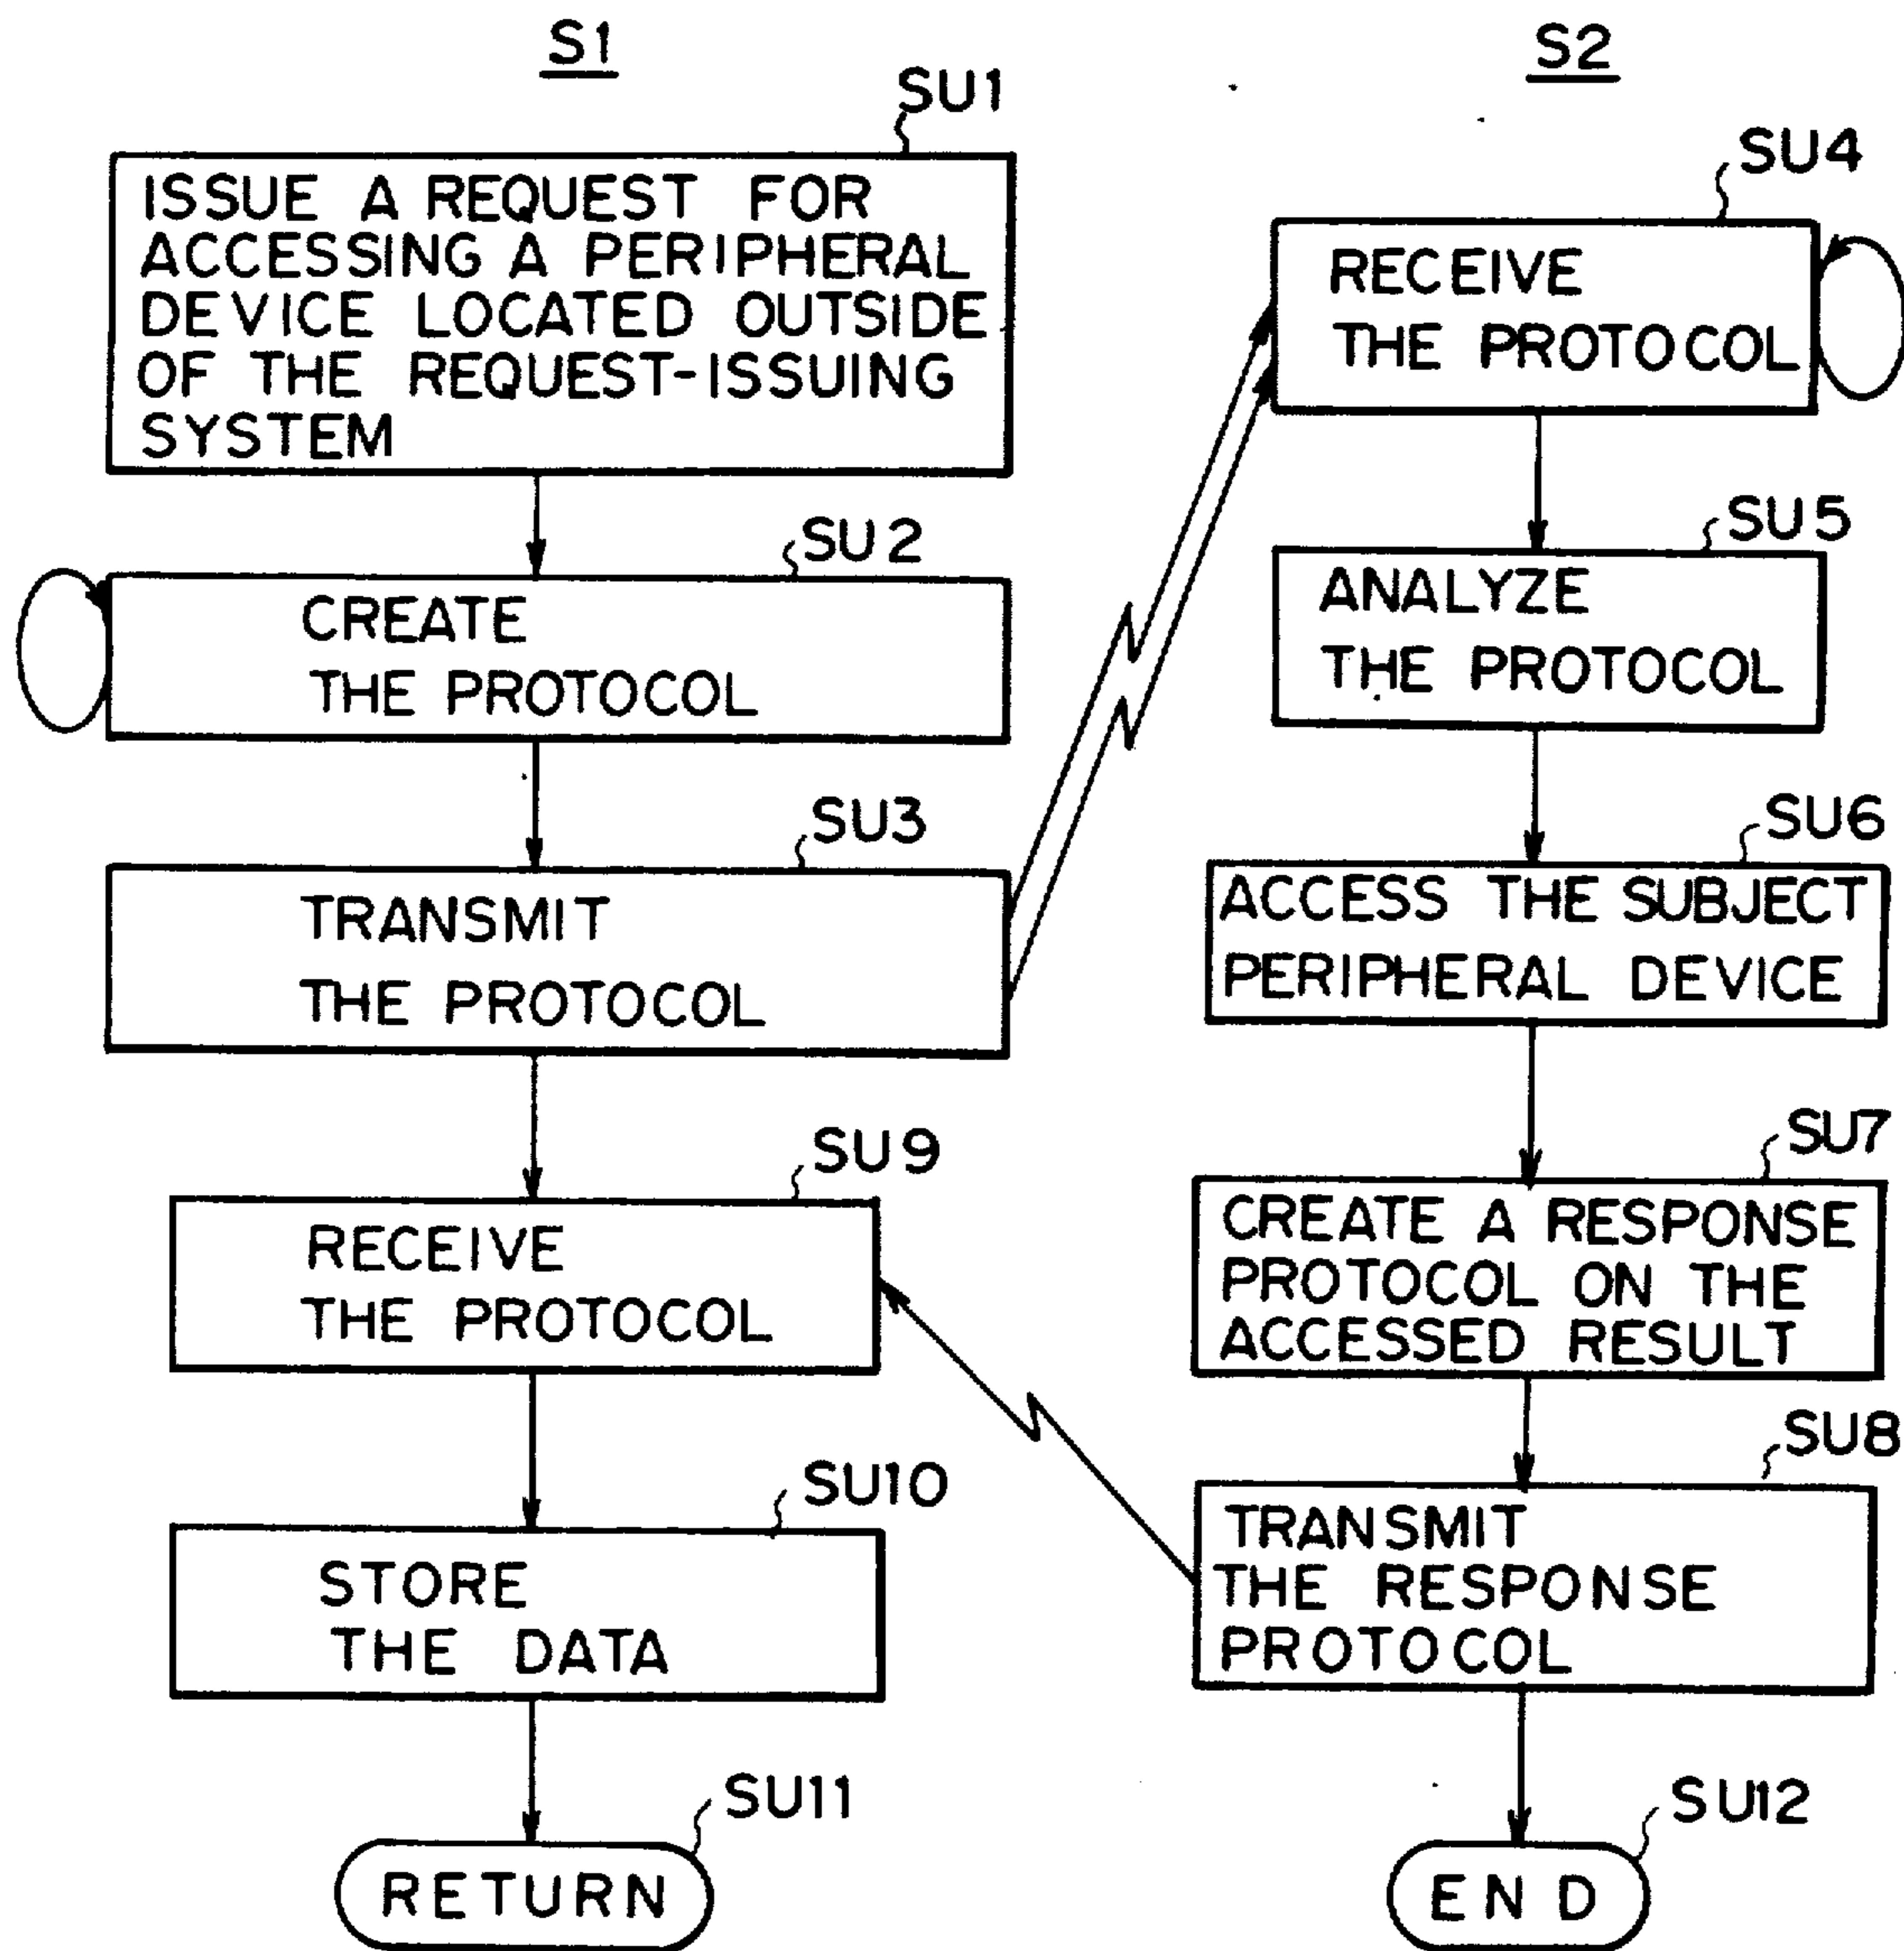 S1
SU1
ISSUE A REQUEST FOR
ACCESSING A PERIPHERAL
DEVICE LOCATED OUTSIDE
OF THE REQUEST-ISSUING
SYSTEM
SU2
CREATE
THE PROTOCOL
SU3
TRANSMIT
THE PROTOCOL
SU9
RECEIVE
THE PROTOCOL
SU10
STORE
THE DATA
SU11
RETURN
S2
SU4
RECEIVE
THE PROTOCOL
SU5
ANALYZE
THE PROTOCOL
SU6
ACCESS THE SUBJECT
PERIPHERAL DEVICE
SU7
CREATE A RESPONSE
PROTOCOL ON THE
ACCESSED RESULT
SU8
TRANSMIT
THE RESPONSE
PROTOCOL
SU12
END